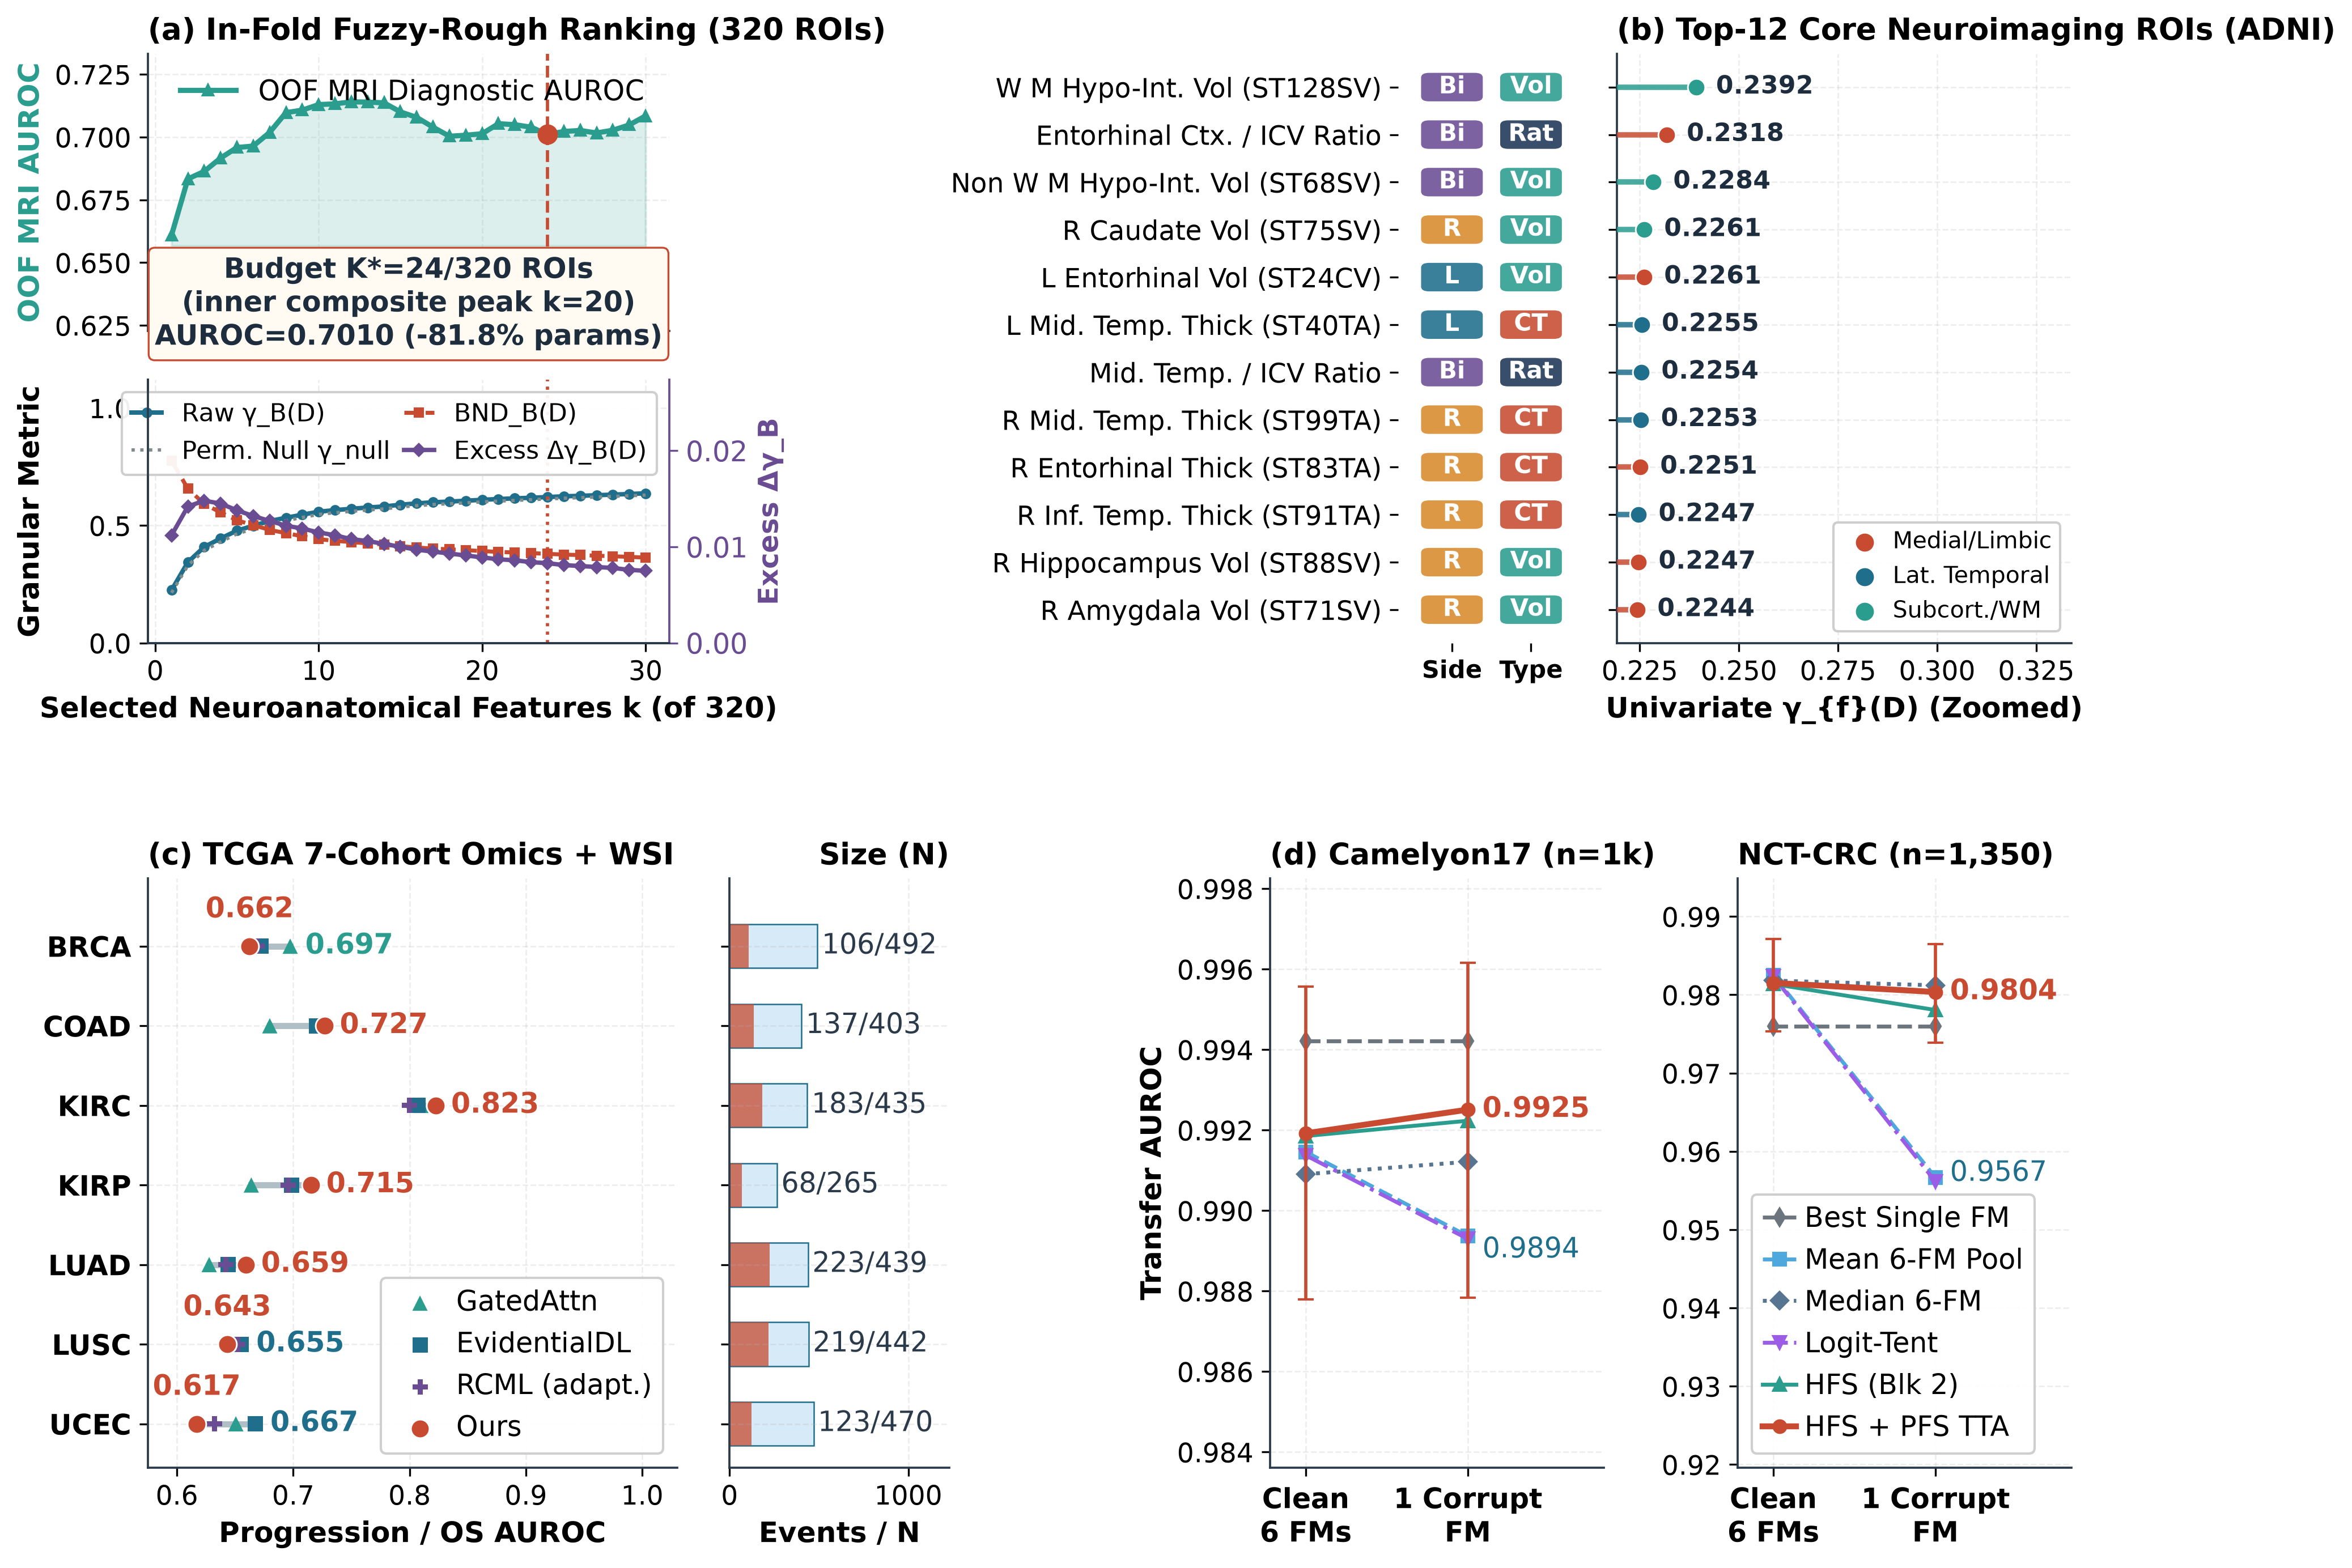 (a) In-Fold Fuzzy-Rough Ranking (320 ROIs)
OOF MRI AUROC
0.725
0.700
0.675
0.650
0.625
OOF MRI Diagnostic AUROC
Budget K*=24/320 ROIs
(inner composite peak k=20)
AUROC=0.7010 (-81.8% params)
Granular Metric
1.0
0.5
0.0
Raw γ_B(D)
BND_B(D)
Perm. Null γ_null
Excess Δγ_B(D)
0.02
0.01
0.00
Excess Δγ_B
0 10 20 30
Selected Neuroanatomical Features k (of 320)
(b) Top-12 Core Neuroimaging ROIs (ADNI)
W M Hypo-Int. Vol (ST128SV) Bi Vol 0.2392
Entorhinal Ctx. / ICV Ratio Bi Rat 0.2318
Non W M Hypo-Int. Vol (ST68SV) Bi Vol 0.2284
R Caudate Vol (ST75SV) R Vol 0.2261
L Entorhinal Vol (ST24CV) L Vol 0.2261
L Mid. Temp. Thick (ST40TA) L CT 0.2255
Mid. Temp. / ICV Ratio Bi Rat 0.2254
R Mid. Temp. Thick (ST99TA) R CT 0.2253
R Entorhinal Thick (ST83TA) R CT 0.2251
R Inf. Temp. Thick (ST91TA) R CT 0.2247
R Hippocampus Vol (ST88SV) R Vol 0.2247
R Amygdala Vol (ST71SV) R Vol 0.2244
Medial/Limbic
Lat. Temporal
Subcort./WM
Side Type
0.225 0.250 0.275 0.300 0.325
Univariate γ_{f}(D) (Zoomed)
(c) TCGA 7-Cohort Omics + WSI
Size (N)
0.662
BRCA 0.697 106/492
COAD 0.727 137/403
KIRC 0.823 183/435
KIRP 0.715 68/265
LUAD 0.659 223/439
0.643
LUSC 0.655 219/442
0.617
UCEC 0.667 123/470
GatedAttn
EvidentialDL
RCML (adapt.)
Ours
0.6 0.7 0.8 0.9 1.0
Progression / OS AUROC
0 1000
Events / N
(d) Camelyon17 (n=1k)
Transfer AUROC
0.998
0.996
0.994
0.992
0.990
0.988
0.986
0.984
0.9925
0.9894
Clean
6 FMs
1 Corrupt
FM
NCT-CRC (n=1,350)
0.99
0.98
0.97
0.96
0.95
0.94
0.93
0.92
0.9804
0.9567
Best Single FM
Mean 6-FM Pool
Median 6-FM
Logit-Tent
HFS (Blk 2)
HFS + PFS TTA
Clean
6 FMs
1 Corrupt
FM